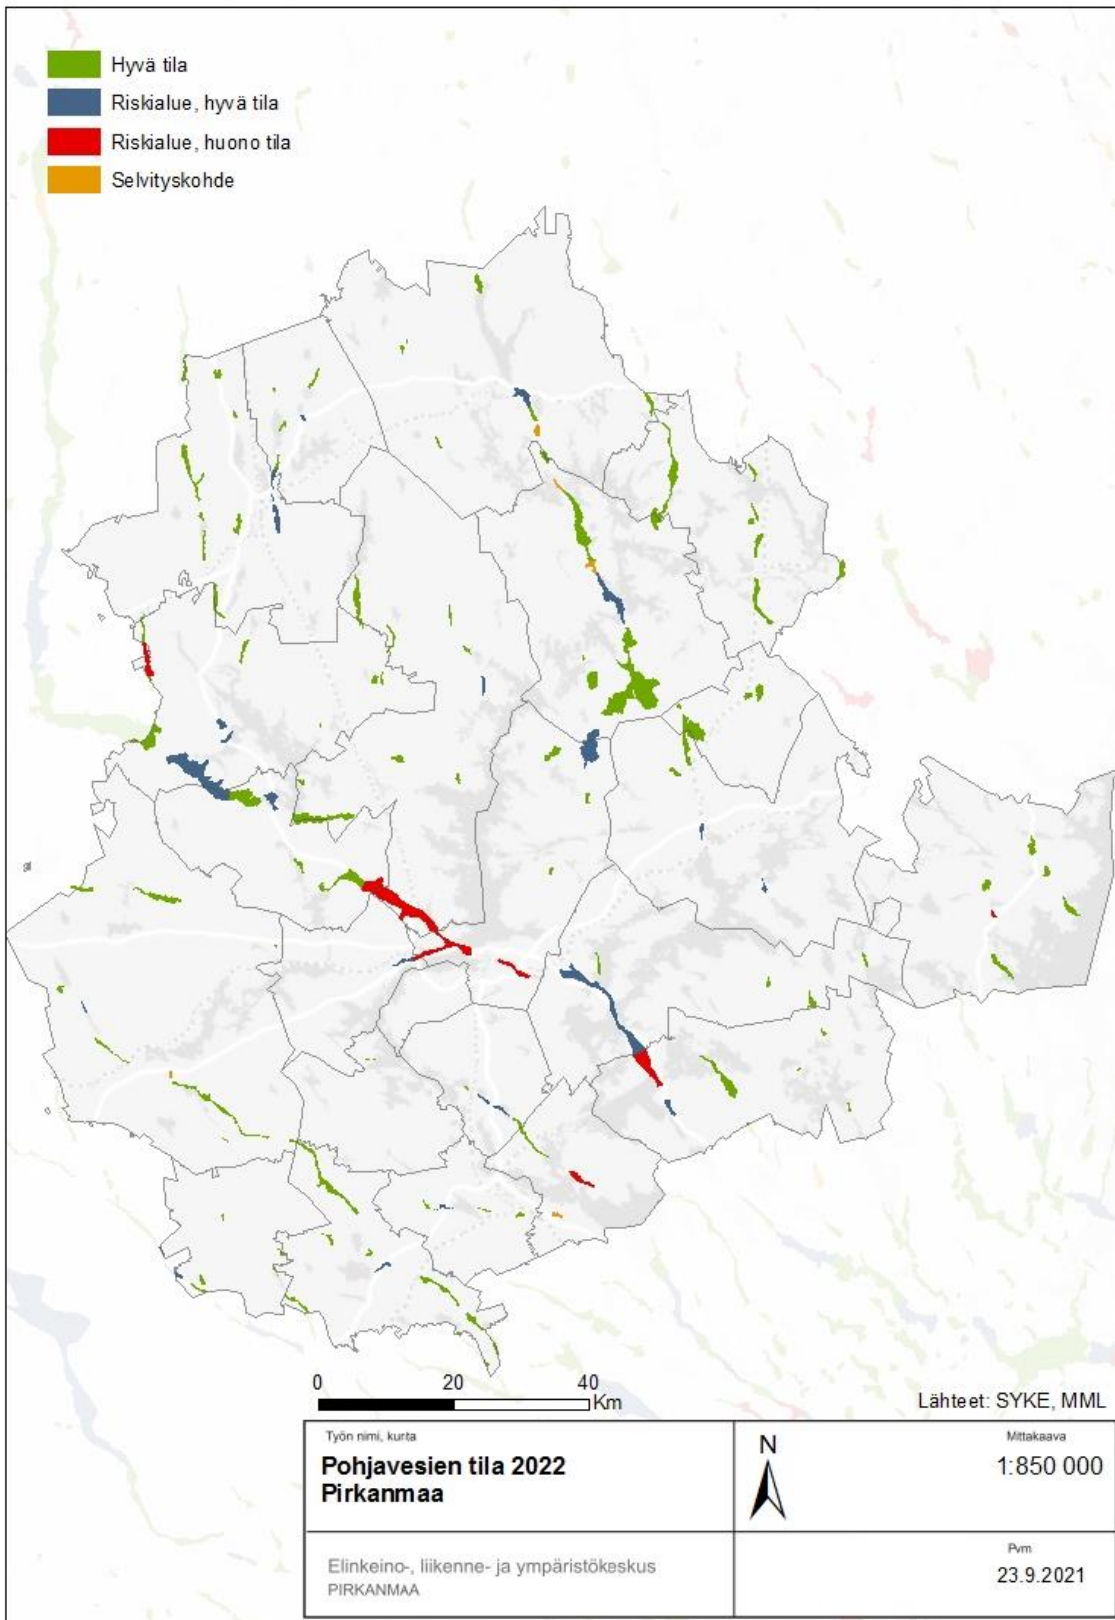 Hyvä tila
Riskialue, hyvä tila
Riskialue, huono tila
Selvityskohde
0 20 40
Km
Lähteet: SYKE, MML
Työn nimi, kunta
Pohjavesien tila 2022
Pirkanmaa
N
Mittakaava
1:850 000
Elinkeino-, liikenne- ja ympäristökeskus
PIRKANMAA
Pvm
23.9.2021